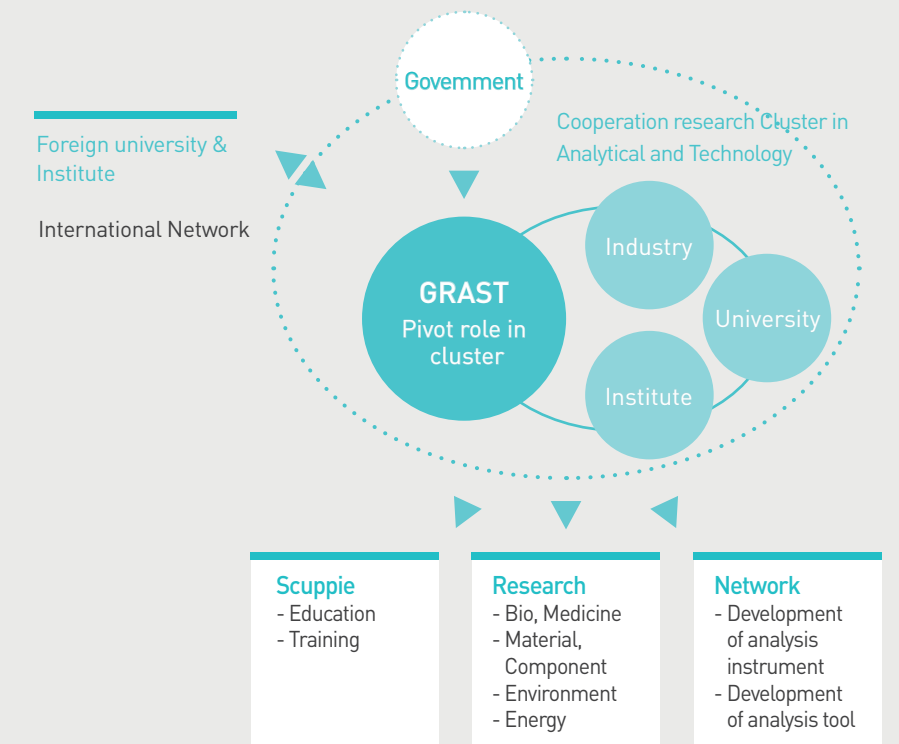 Govemment
Cooperation research Cluster in
Analytical and Technology
Foreign university &
Institute
International Network
Industry
GRAST
Pivot role in
cluster
University
Institute
Scuppie
- Education
- Training
Research
- Bio, Medicine
- Material,
Component
- Environment
- Energy
Network
- Development
of analysis
instrument
- Development
of analysis tool